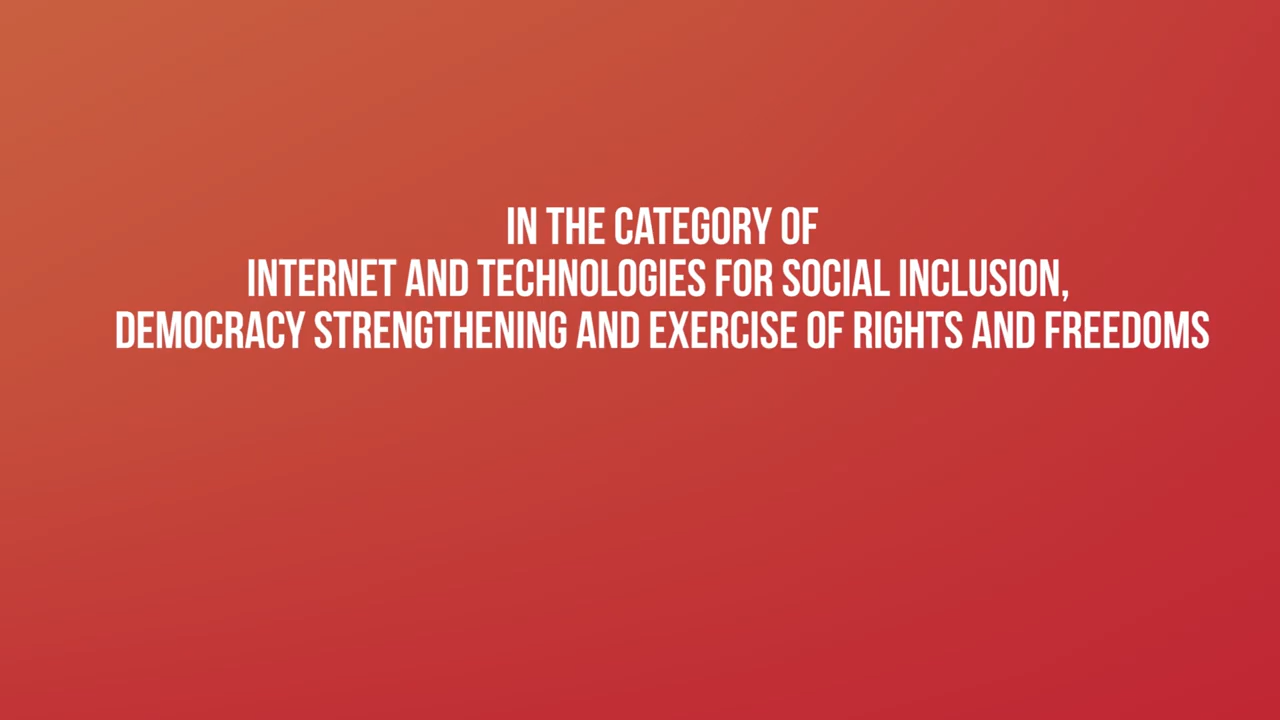 IN THE CATEGORY OF
INTERNET AND TECHNOLOGIES FOR SOCIAL INCLUSION,
DEMOCRACY STRENGTHENING AND EXERCISE OF RIGHTS AND FREEDOMS